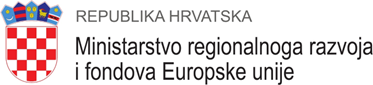 REPUBLIKA HRVATSKA
Ministarstvo regionalnoga razvoja
i fondova Europske unije